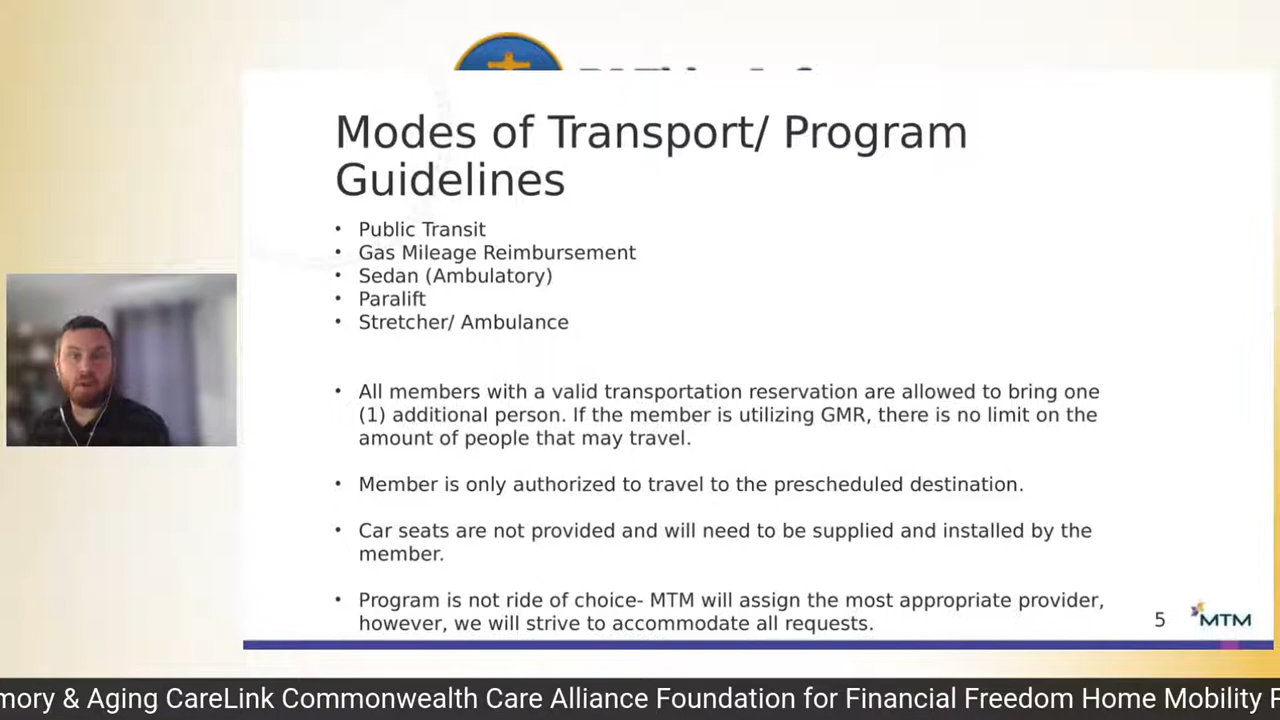 Modes of Transport/ Program
Guidelines
• Public Transit
• Gas Mileage Reimbursement
• Sedan (Ambulatory)
• Paralift
• Stretcher/ Ambulance
• All members with a valid transportation reservation are allowed to bring one
(1) additional person. If the member is utilizing GMR, there is no limit on the
amount of people that may travel.
• Member is only authorized to travel to the prescheduled destination.
• Car seats are not provided and will need to be supplied and installed by the
member.
• Program is not ride of choice- MTM will assign the most appropriate provider,
however, we will strive to accommodate all requests.
5
MTM
mory & Aging CareLink Commonwealth Care Alliance Foundation for Financial Freedom Home Mobility